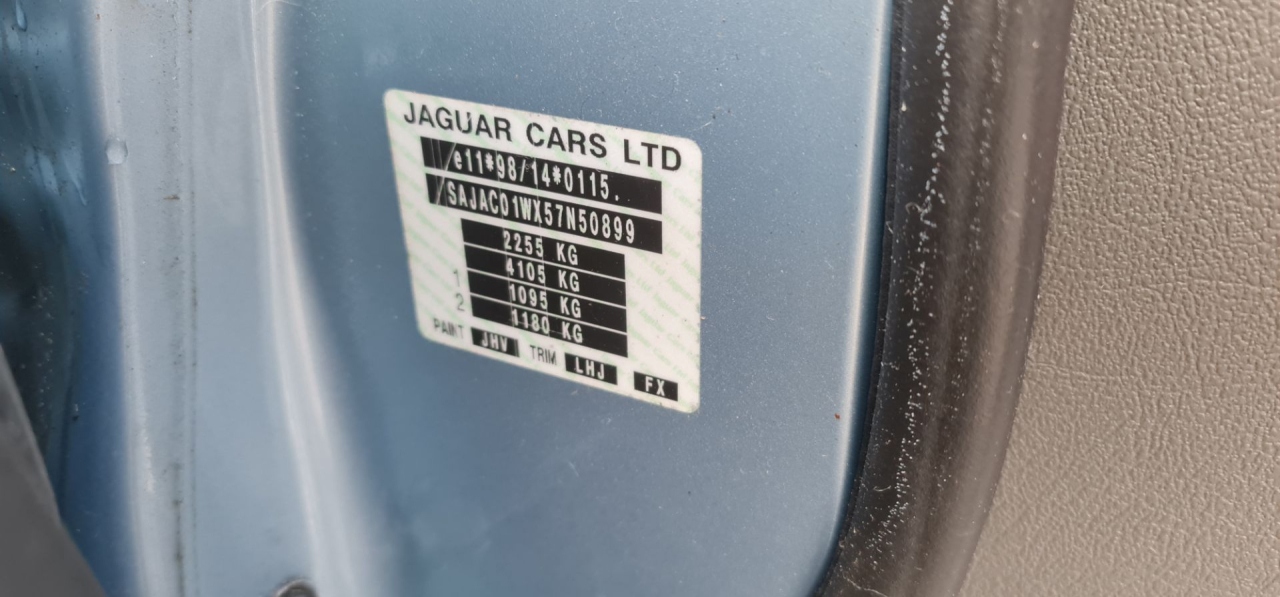 JAGUAR CARS LTD
e11*98/14*0115.
SAJAC01WX57N50899
2255 KG
4105 KG
1 1095 KG
2 1180 KG
PAINT JHV TRIM LHJ FX